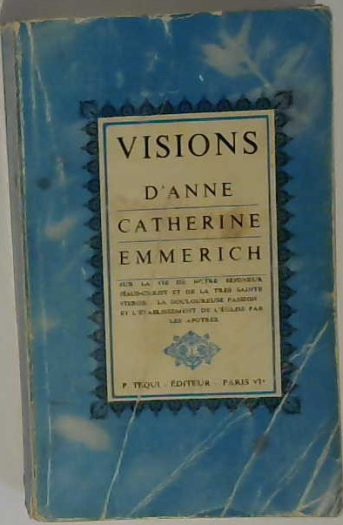 VISIONS
D'ANNE
CATHERINE
EMMERICH
SUR LA VIE DE NOTRE SEIGNEUR
JÉSUS-CHRIST ET DE LA TRÈS SAINTE
VIERGE. LA DOULOUREUSE PASSION
ET L'ÉTABLISSEMENT DE L'ÉGLISE PAR
LES APÔTRES
P. TÉQUI - ÉDITEUR - PARIS VIe